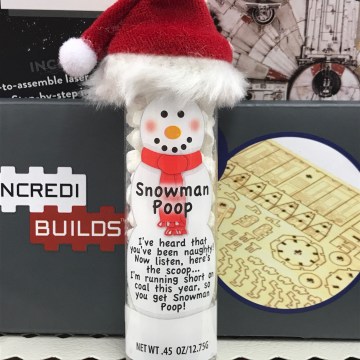 INCRE
-to-assemble laser
Step-by-step i
NCREDI
BUILDS
Snowman
Poop
I've heard that
you've been naughty!
Now listen, here's
the scoop...
I'm running short on
coal this year, so
you get Snowman
Poop!
NET WT .45 OZ/12.75g